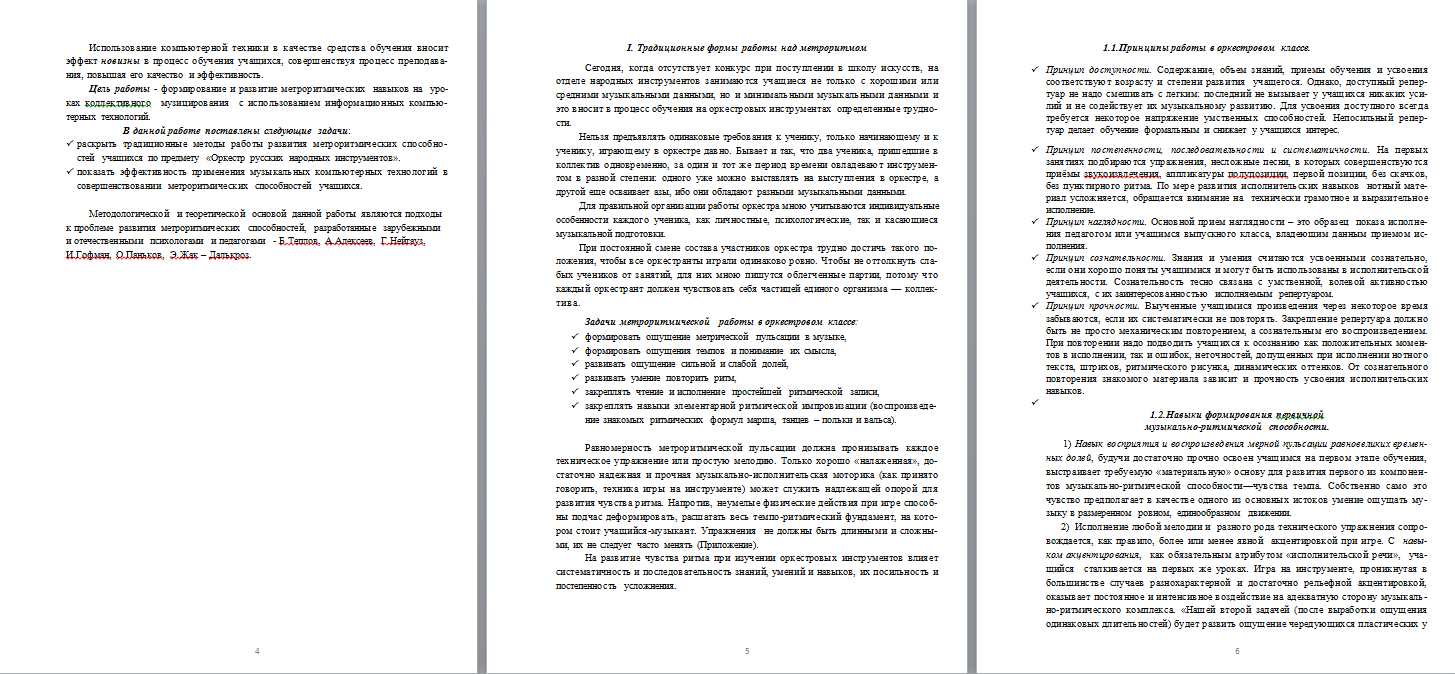 Использование компьютерной техники в качестве средства обучения вносит
эффект новизны в процесс обучения учащихся, совершенствуя процесс преподава-
ния, повышая его качество и эффективность.
Цель работы - формирование и развитие метроритмических навыков на уро-
ках коллективного музицирования с использованием информационных компью-
терных технологий.
В данной работе поставлены следующие задачи:
✓ раскрыть традиционные методы работы развития метроритмических способно-
стей учащихся по предмету «Оркестр русских народных инструментов».
✓ показать эффективность применения музыкальных компьютерных технологий в
совершенствовании метроритмических способностей учащихся.
Методологической и теоретической основой данной работы являются подходы
к проблеме развития метроритмических способностей, разработанные зарубежными
и отечественными психологами и педагогами - Б.Теплов, А.Алексеев, Г.Нейгауз,
И.Гофман, О.Паньков, Э.Жак – Далькроз.
4
I. Традиционные формы работы над метроритмом
Сегодня, когда отсутствует конкурс при поступлении в школу искусств, на
отделе народных инструментов занимаются учащиеся не только с хорошими или
средними музыкальными данными, но и минимальными музыкальными данными и
это вносит в процесс обучения на оркестровых инструментах определенные трудно-
сти.
Нельзя предъявлять одинаковые требования к ученику, только начинающему и к
ученику, играющему в оркестре давно. Бывает и так, что два ученика, пришедшие в
коллектив одновременно, за один и тот же период времени овладевают инструмен-
том в разной степени: одного уже можно выставлять на выступления в оркестре, а
другой еще осваивает азы, ибо они обладают разными музыкальными данными.
Для правильной организации работы оркестра мною учитываются индивидуальные
особенности каждого ученика, как личностные, психологические, так и касающиеся
музыкальной подготовки.
При постоянной смене состава участников оркестра трудно достичь такого по-
ложения, чтобы все оркестранты играли одинаково ровно. Чтобы не оттолкнуть сла-
бых учеников от занятий, для них мною пишутся облегченные партии, потому что
каждый оркестрант должен чувствовать себя частицей единого организма — коллек-
тива.
Задачи метроритмической работы в оркестровом классе:
✓ формировать ощущение метрической пульсации в музыке,
✓ формировать ощущения темпов и понимание их смысла,
✓ развивать ощущение сильной и слабой долей,
✓ развивать умение повторить ритм,
✓ закреплять чтение и исполнение простейшей ритмической записи,
✓ закреплять навыки элементарной ритмической импровизации (воспроизведе-
ние знакомых ритмических формул марша, танцев – польки и вальса).
Равномерность метроритмической пульсации должна пронизывать каждое
техническое упражнение или простую мелодию. Только хорошо «налаженная», до-
статочно надежная и прочная музыкально-исполнительская моторика (как принято
говорить, техника игры на инструменте) может служить надлежащей опорой для
развития чувства ритма. Напротив, неумелые физические действия при игре способ-
ны подчас деформировать, расшатать весь темпо-ритмический фундамент, на кото-
ром стоит учащийся-музыкант. Упражнения не должны быть длинными и сложны-
ми, их не следует часто менять (Приложение).
На развитие чувства ритма при изучении оркестровых инструментов влияет
систематичность и последовательность знаний, умений и навыков, их посильность и
постепенность усложнения.
5
1.1.Принципы работы в оркестровом классе.
✓ Принцип доступности. Содержание, объем знаний, приемы обучения и усвоения
соответствуют возрасту и степени развития учащегося. Однако, доступный репер-
туар не надо смешивать с легким: последний не вызывает у учащихся никаких уси-
лий и не содействует их музыкальному развитию. Для усвоения доступного всегда
требуется некоторое напряжение умственных способностей. Непосильный репер-
туар делает обучение формальным и снижает у учащихся интерес.
✓ Принцип постепенности, последовательности и систематичности. На первых
занятиях подбираются упражнения, несложные песни, в которых совершенствуются
приёмы звукоизвлечения, аппликатуры полупозиции, первой позиции, без скачков,
без пунктирного ритма. По мере развития исполнительских навыков нотный мате-
риал усложняется, обращается внимание на технически грамотное и выразительное
исполнение.
✓ Принцип наглядности. Основной прием наглядности – это образец показа исполне-
ния педагогом или учащимся выпускного класса, владеющим данным приемом ис-
полнения.
✓ Принцип сознательности. Знания и умения считаются усвоенными сознательно,
если они хорошо поняты учащимися и могут быть использованы в исполнительской
деятельности. Сознательность тесно связана с умственной, волевой активностью
учащихся, с их заинтересованностью исполняемым репертуаром.
✓ Принцип прочности. Выученные учащимися произведения через некоторое время
забываются, если их систематически не повторять. Закрепление репертуара должно
быть не просто механическим повторением, а сознательным его воспроизведением.
При повторении надо подводить учащихся к осознанию как положительных момен-
тов в исполнении, так и ошибок, неточностей, допущенных при исполнении нотного
текста, штрихов, ритмического рисунка, динамических оттенков. От сознательного
повторения знакомого материала зависит и прочность усвоения исполнительских
навыков.
✓
1.2.Навыки формирования первичной
музыкально-ритмической способности.
1) Навык восприятия и воспроизведения мерной пульсации равновеликих времен-
ных долей, будучи достаточно прочно освоен учащимся на первом этапе обучения,
выстраивает требуемую «материальную» основу для развития первого из компонен-
тов музыкально-ритмической способности—чувства темпа. Собственно само это
чувство предполагает в качестве одного из основных истоков умение ощущать му-
зыку в размеренном ровном, единообразном движении.
2) Исполнение любой мелодии и разного рода технического упражнения сопро-
вождается, как правило, более или менее явной акцентировкой при игре. С навы-
ком акцентирования, как обязательным атрибутом «исполнительской речи», уча-
щийся сталкивается на первых же уроках. Игра на инструменте, проникнутая в
большинстве случаев разнохарактерной и достаточно рельефной акцентировкой,
оказывает постоянное и интенсивное воздействие на адекватную сторону музыкаль-
но-ритмического комплекса. «Нашей второй задачей (после выработки ощущения
одинаковых длительностей) будет развить ощущение чередующихся пластических у
6